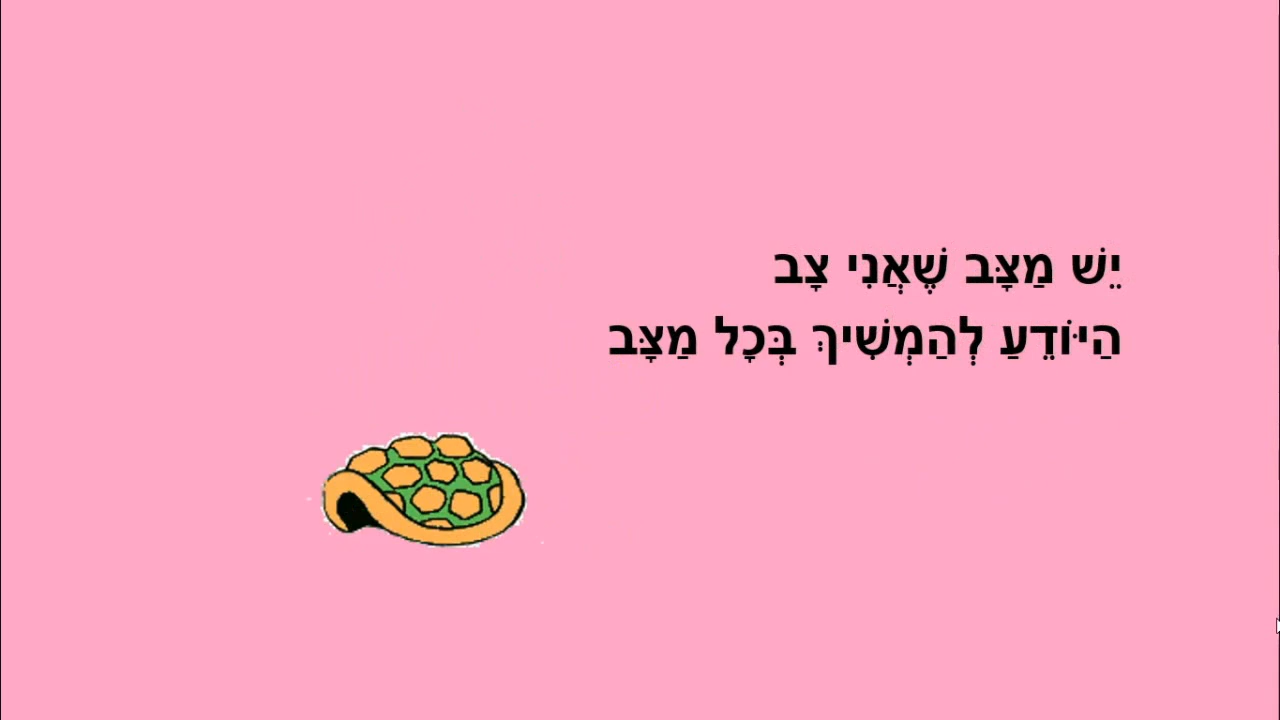 יֵשׁ מַצָּב שֶׁאֲנִי צָב
הַיּוֹדֵעַ לְהַמְשִׁיךְ בְּכָל מַצָּב